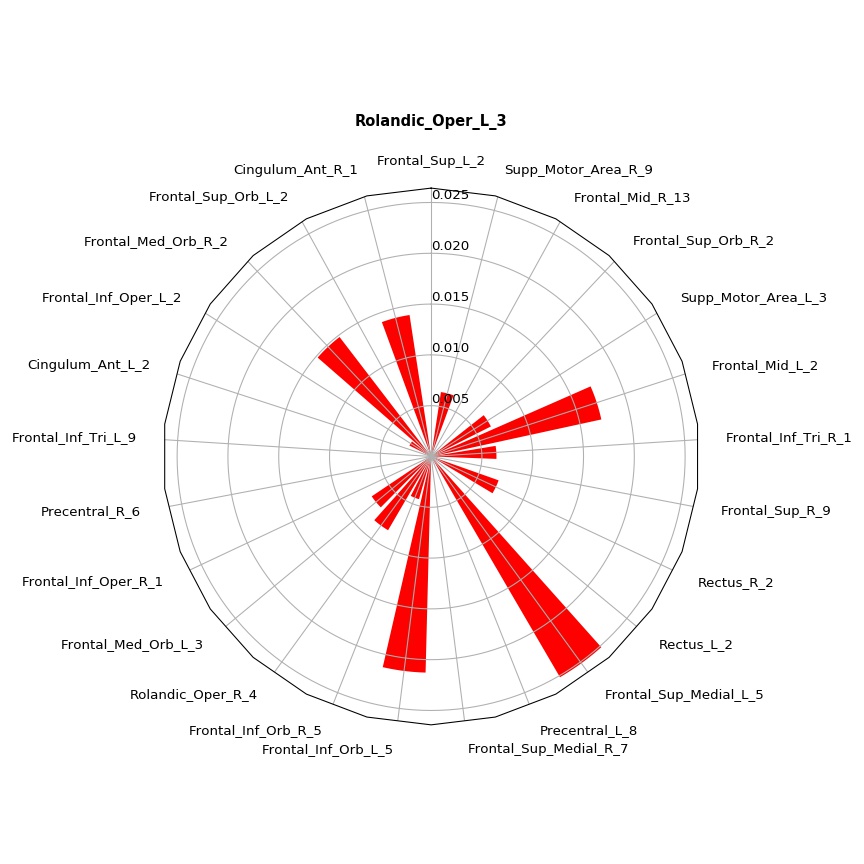 Rolandic_Oper_L_3
Frontal_Sup_L_2
Cingulum_Ant_R_1
Supp_Motor_Area_R_9
Frontal_Sup_Orb_L_2
Frontal_Mid_R_13
0.025
Frontal_Med_Orb_R_2
Frontal_Sup_Orb_R_2
0.020
Frontal_Inf_Oper_L_2
Supp_Motor_Area_L_3
0.015
0.010
Cingulum_Ant_L_2
Frontal_Mid_L_2
0.005
Frontal_Inf_Tri_L_9
Frontal_Inf_Tri_R_1
Precentral_R_6
Frontal_Sup_R_9
Frontal_Inf_Oper_R_1
Rectus_R_2
Frontal_Med_Orb_L_3
Rectus_L_2
Rolandic_Oper_R_4
Frontal_Sup_Medial_L_5
Frontal_Inf_Orb_R_5
Precentral_L_8
Frontal_Inf_Orb_L_5
Frontal_Sup_Medial_R_7